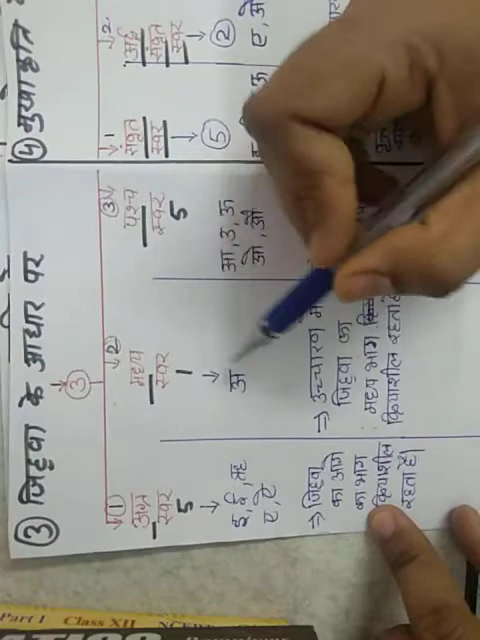 ③ जिह्वा के आधार पर
③
①
अग्र
स्वर
5
इ, ई, ऋ
ए, ऐ
⇒ जिह्वा
का आग
का भाग
क्रियाशील
रहता है।
②
मध्य
स्वर
1
अ
⇒ उच्चारण में
जिह्वा का
मध्य भाग
क्रियाशील रहता है
③
पश्च
स्वर
5
आ, उ, ऊ
ओ, औ
④ मुखाकृति
1
संवृत
स्वर
⑤
2.
अर्द्ध
संवृत
स्वर
②
ए, ओ
Part I Class XII